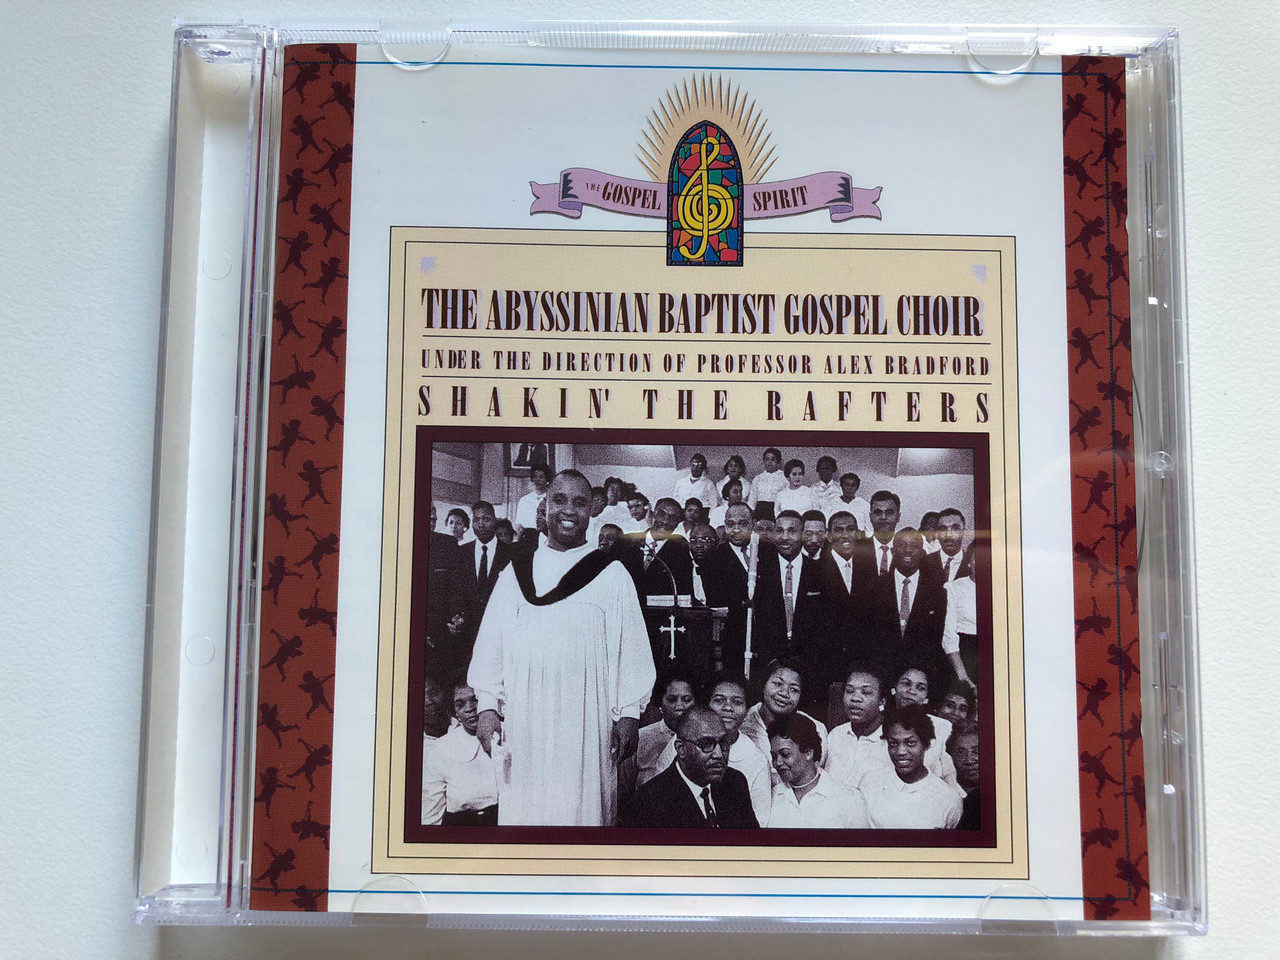 THE GOSPEL SPIRIT
THE ABYSSINIAN BAPTIST GOSPEL CHOIR
UNDER THE DIRECTION OF PROFESSOR ALEX BRADFORD
SHAKIN' THE RAFTERS